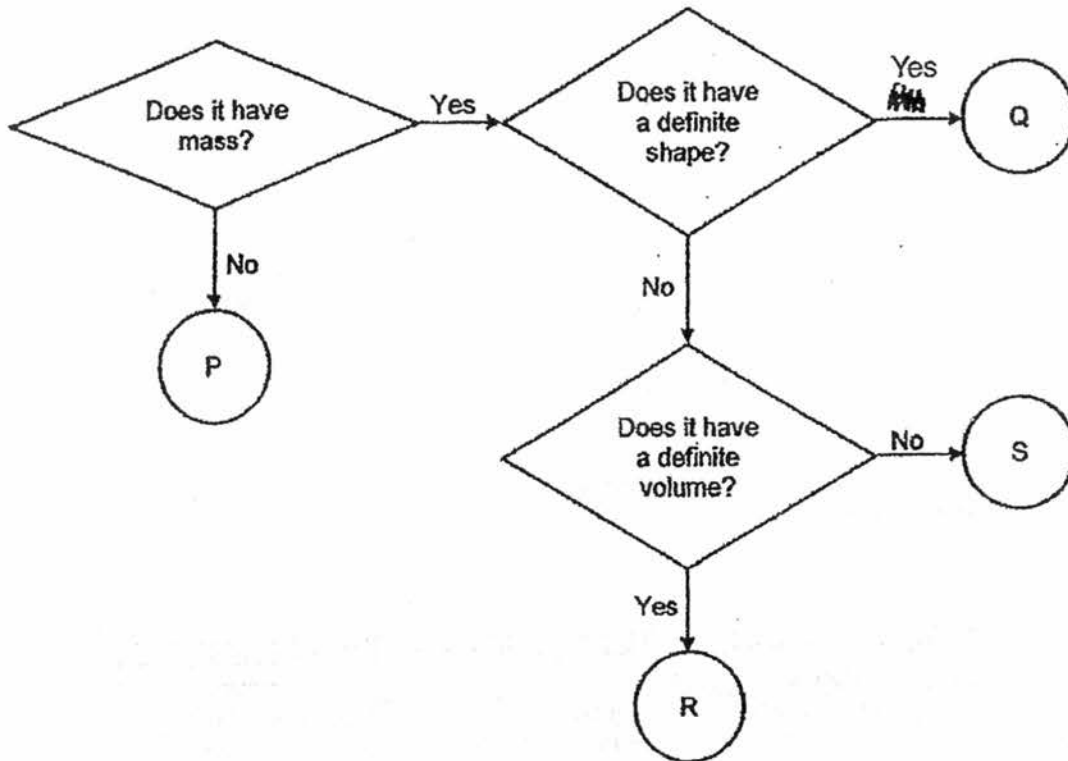 Does it have
mass?
Yes
Does it have
a definite
shape?
Yes
Q
No
P
No
Does it have
a definite
volume?
No
S
Yes
R